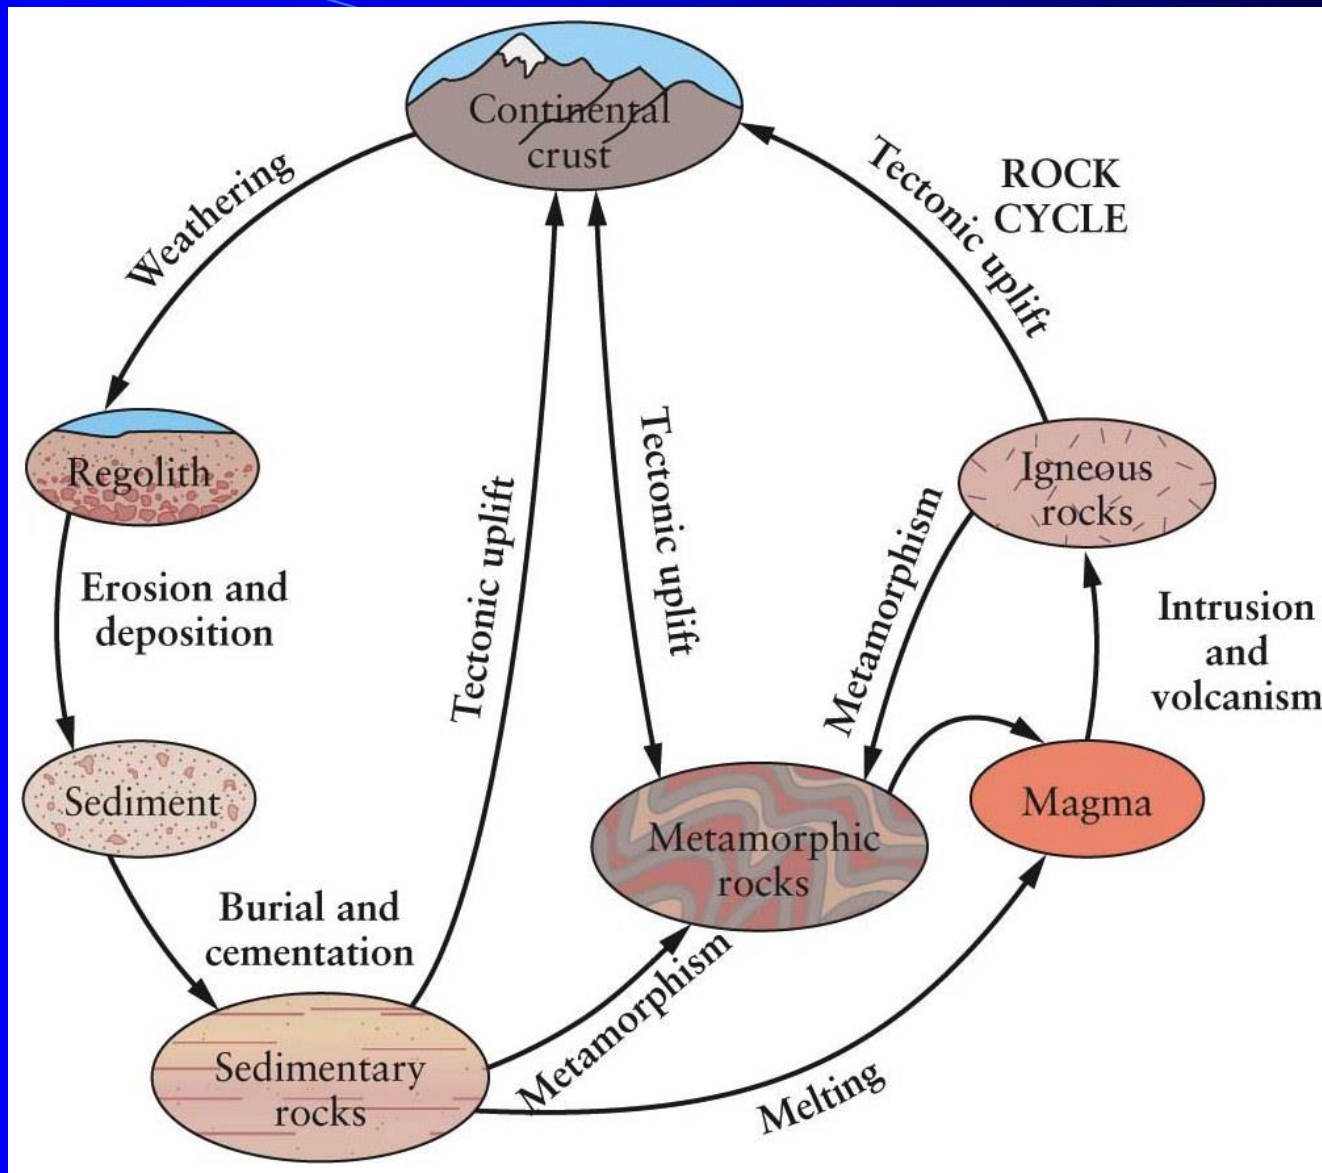 Continental
crust
ROCK
CYCLE
Tectonic uplift
Weathering
Regolith
Igneous
rocks
Tectonic uplift
Tectonic uplift
Metamorphism
Erosion and
deposition
Intrusion
and
volcanism
Sediment
Metamorphic
rocks
Magma
Burial and
cementation
Metamorphism
Sedimentary
rocks
Melting